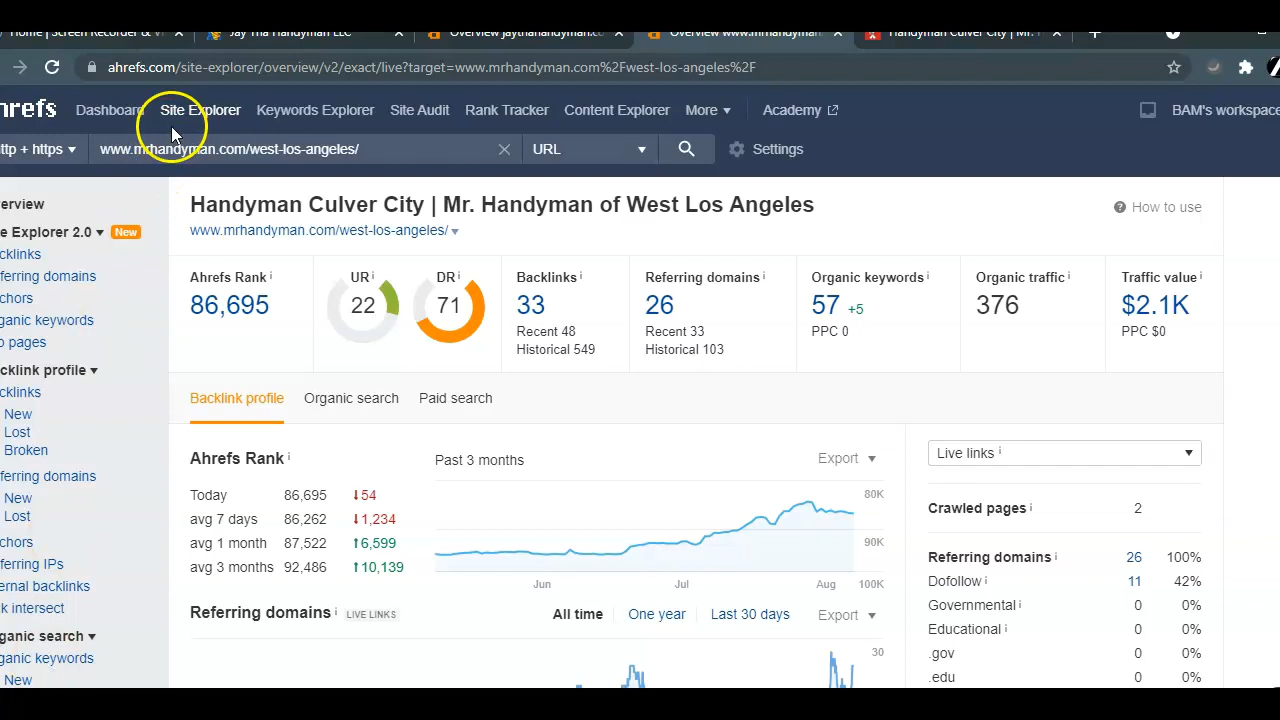 Home | Screen Recorder & Vi
Jay Tha Handyman LLC
Overview jaythahandyman.co
Overview www.mrhandyman
Handyman Culver City | Mr. H
ahrefs.com/site-explorer/overview/v2/exact/live?target=www.mrhandyman.com%2Fwest-los-angeles%2F
hrefs Dashboard Site Explorer Keywords Explorer Site Audit Rank Tracker Content Explorer More Academy BAM's workspace
ttp + https www.mrhandyman.com/west-los-angeles/ URL Settings
erview
e Explorer 2.0 New
cklinks
ferring domains
chors
ganic keywords
p pages
cklink profile
cklinks
New
Lost
Broken
ferring domains
New
Lost
chors
ferring IPs
ernal backlinks
k intersect
ganic search
ganic keywords
New
Handyman Culver City | Mr. Handyman of West Los Angeles
How to use
www.mrhandyman.com/west-los-angeles/
Ahrefs Rank
86,695
UR
22
DR
71
Backlinks
33
Recent 48
Historical 549
Referring domains
26
Recent 33
Historical 103
Organic keywords
57 +5
PPC 0
Organic traffic
376
Traffic value
$2.1K
PPC $0
Backlink profile Organic search Paid search
Ahrefs Rank
Today 86,695 ↓54
avg 7 days 86,262 ↓1,234
avg 1 month 87,522 ↑6,599
avg 3 months 92,486 ↑10,139
Past 3 months Export
80K
90K
100K
Jun Jul Aug
Referring domains LIVE LINKS All time One year Last 30 days Export
30
Live links
Crawled pages 2
Referring domains 26 100%
Dofollow 11 42%
Governmental 0 0%
Educational 0 0%
.gov 0 0%
.edu 0 0%